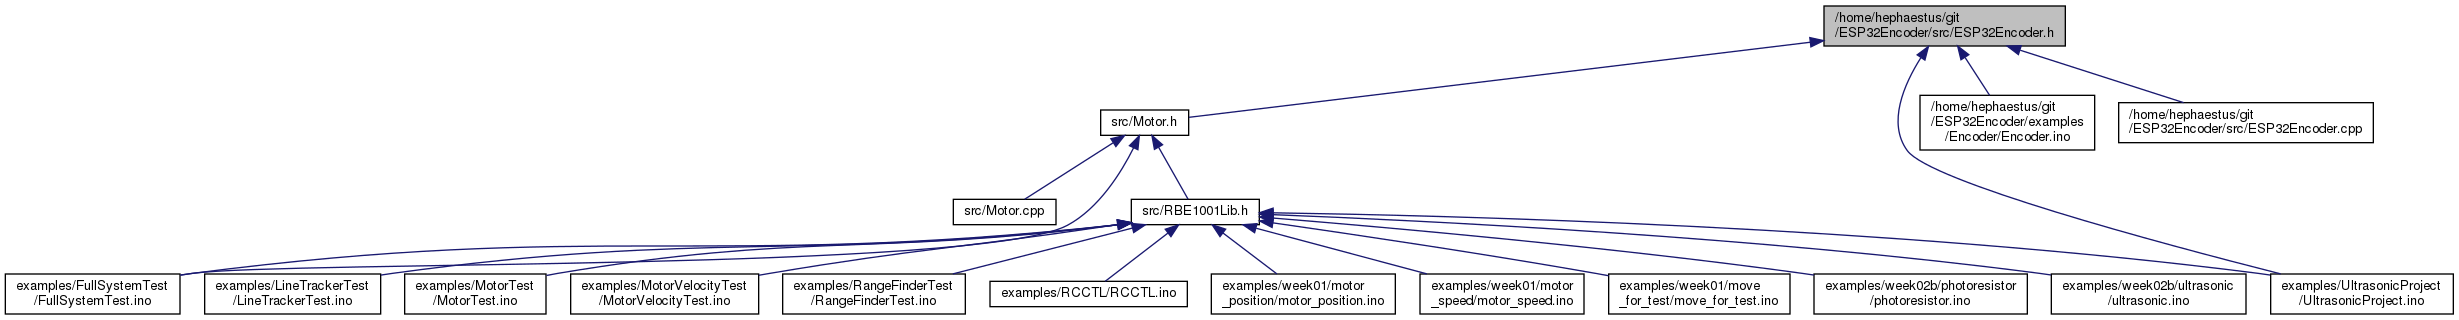 /home/hephaestus/git
/ESP32Encoder/src/ESP32Encoder.h
src/Motor.h
/home/hephaestus/git
/ESP32Encoder/examples
/Encoder/Encoder.ino
/home/hephaestus/git
/ESP32Encoder/src/ESP32Encoder.cpp
src/Motor.cpp
src/RBE1001Lib.h
examples/FullSystemTest
/FullSystemTest.ino
examples/LineTrackerTest
/LineTrackerTest.ino
examples/MotorTest
/MotorTest.ino
examples/MotorVelocityTest
/MotorVelocityTest.ino
examples/RangeFinderTest
/RangeFinderTest.ino
examples/RCCTL/RCCTL.ino
examples/week01/motor
_position/motor_position.ino
examples/week01/motor
_speed/motor_speed.ino
examples/week01/move
_for_test/move_for_test.ino
examples/week02b/photoresistor
/photoresistor.ino
examples/week02b/ultrasonic
/ultrasonic.ino
examples/UltrasonicProject
/UltrasonicProject.ino